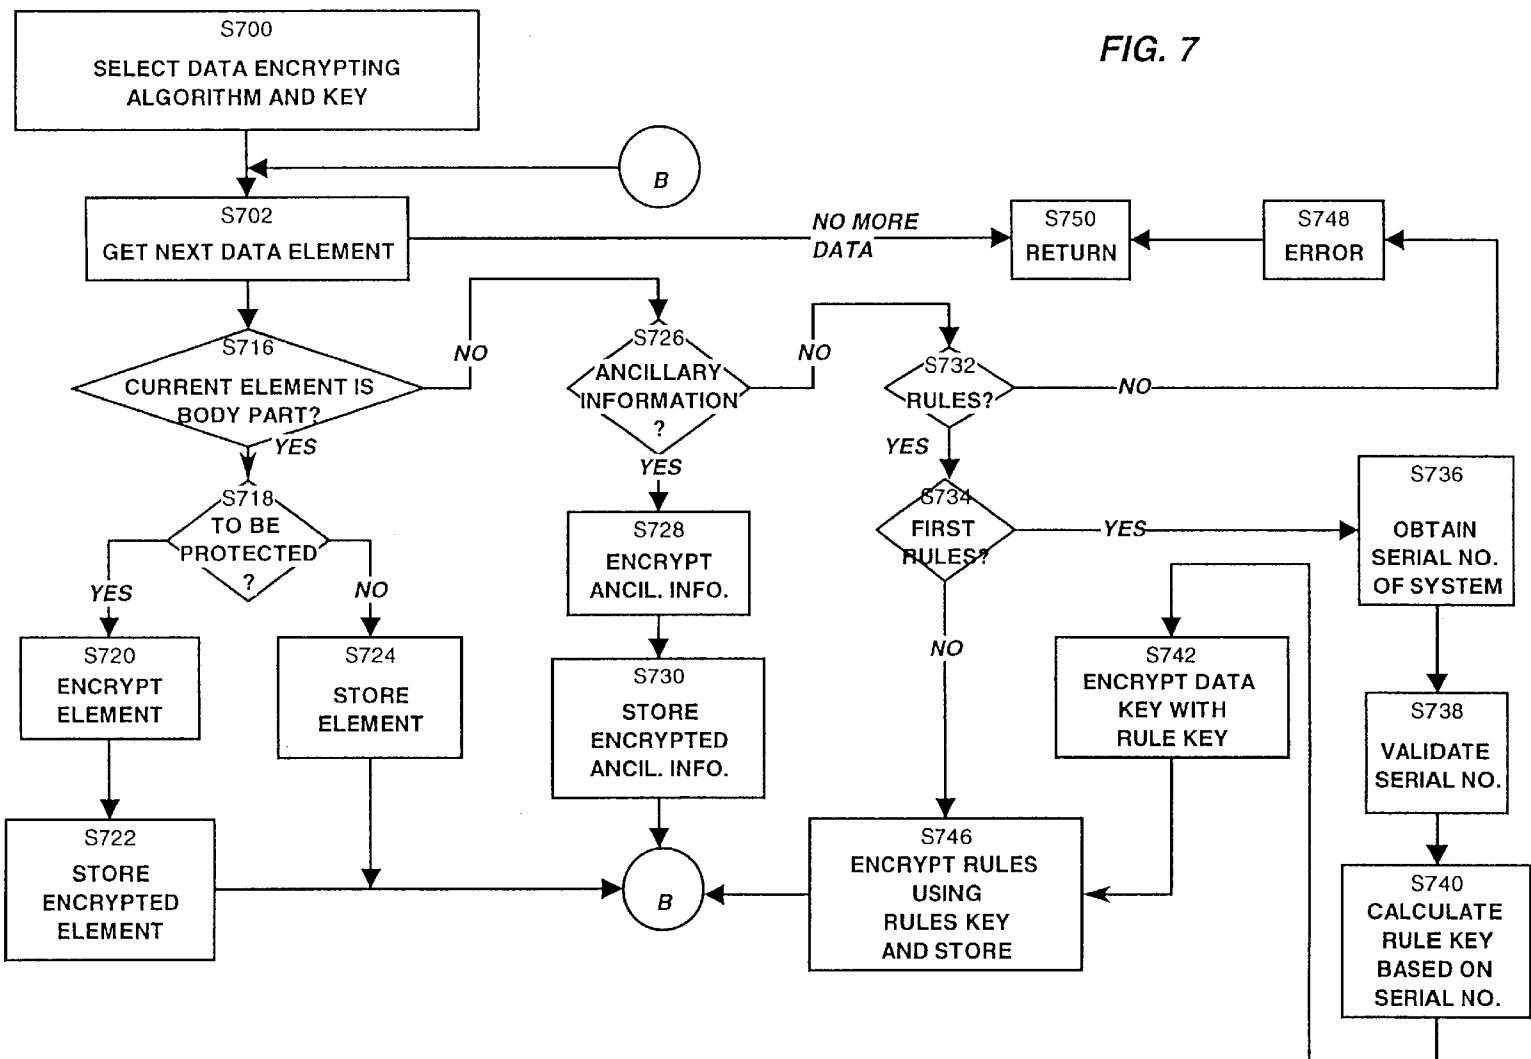 FIG. 7
S700
SELECT DATA ENCRYPTING
ALGORITHM AND KEY
B
S702
GET NEXT DATA ELEMENT
NO MORE
DATA
S750
RETURN
S748
ERROR
S716
CURRENT ELEMENT IS
BODY PART?
NO
YES
S726
ANCILLARY
INFORMATION
?
NO
YES
S732
RULES?
NO
YES
S718
TO BE
PROTECTED
?
YES
NO
S728
ENCRYPT
ANCIL. INFO.
S734
FIRST
RULES?
YES
NO
S736
OBTAIN
SERIAL NO.
OF SYSTEM
S720
ENCRYPT
ELEMENT
S724
STORE
ELEMENT
S730
STORE
ENCRYPTED
ANCIL. INFO.
S742
ENCRYPT DATA
KEY WITH
RULE KEY
S738
VALIDATE
SERIAL NO.
S722
STORE
ENCRYPTED
ELEMENT
B
S746
ENCRYPT RULES
USING
RULES KEY
AND STORE
S740
CALCULATE
RULE KEY
BASED ON
SERIAL NO.